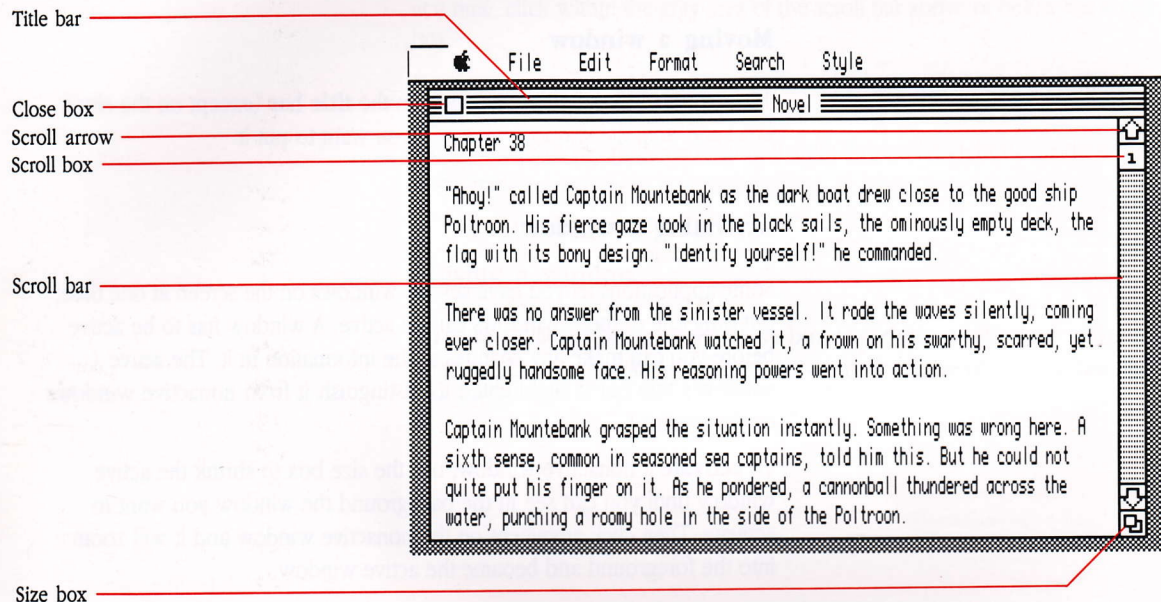 Title bar
File Edit Format Search Style
Close box
Novel
Scroll arrow
Chapter 38
Scroll box
1
"Ahoy!" called Captain Mountebank as the dark boat drew close to the good ship
Poltroon. His fierce gaze took in the black sails, the ominously empty deck, the
flag with its bony design. "Identify yourself!" he commanded.
Scroll bar
There was no answer from the sinister vessel. It rode the waves silently, coming
ever closer. Captain Mountebank watched it, a frown on his swarthy, scarred, yet
ruggedly handsome face. His reasoning powers went into action.
Captain Mountebank grasped the situation instantly. Something was wrong here. A
sixth sense, common in seasoned sea captains, told him this. But he could not
quite put his finger on it. As he pondered, a cannonball thundered across the
water, punching a roomy hole in the side of the Poltroon.
Size box